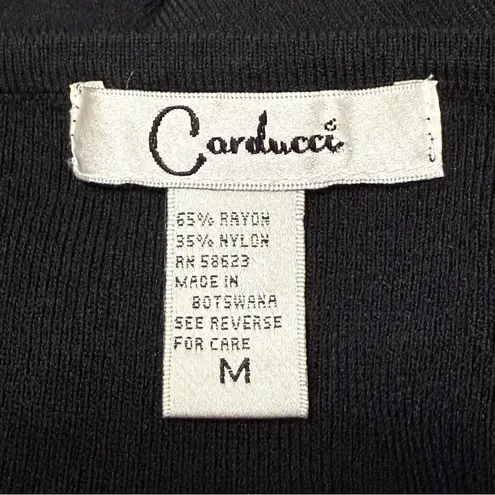 Carducci
65% RAYON
35% NYLON
RN 58623
MADE IN
BOTSWANA
SEE REVERSE
FOR CARE
M